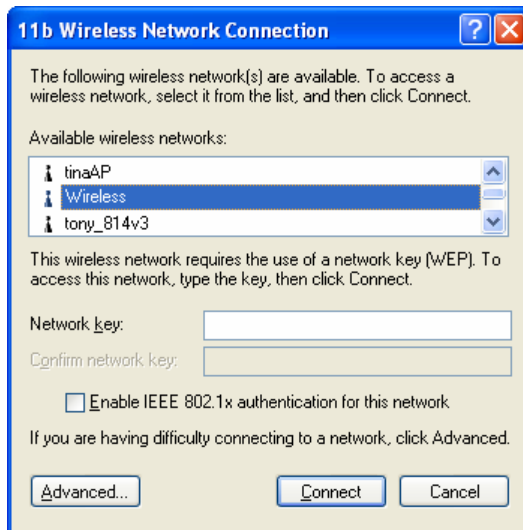 11b Wireless Network Connection
The following wireless network(s) are available. To access a
wireless network, select it from the list, and then click Connect.
Available wireless networks:
tinaAP
Wireless
tony_814v3
This wireless network requires the use of a network key (WEP). To
access this network, type the key, then click Connect.
Network key:
Confirm network key:
Enable IEEE 802.1x authentication for this network
If you are having difficulty connecting to a network, click Advanced.
Advanced... Connect Cancel